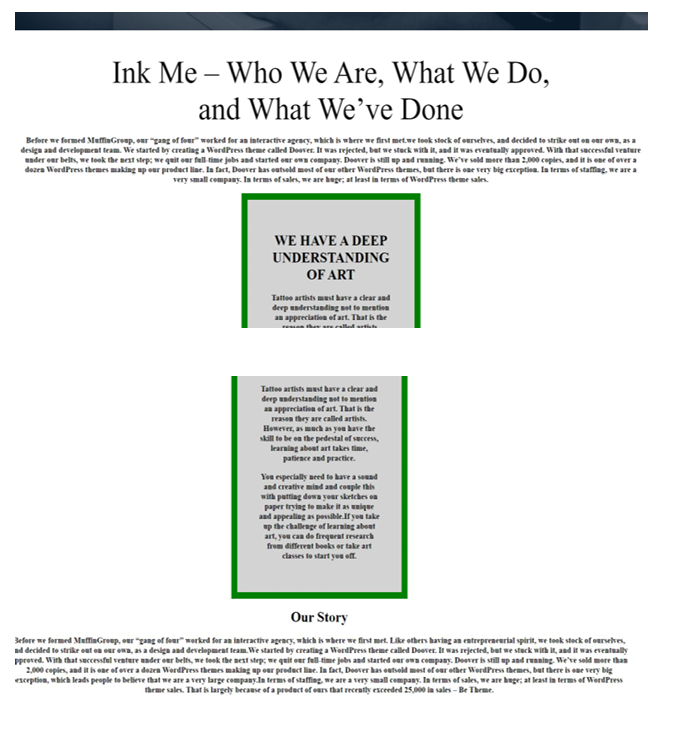 Ink Me – Who We Are, What We Do,
and What We've Done
Before we formed MuffinGroup, our “gang of four” worked for an interactive agency, which is where we first met.we took stock of ourselves, and decided to strike out on our own, as a
design and development team. We started by creating a WordPress theme called Doover. It was rejected, but we stuck with it, and it was eventually approved. With that successful venture
under our belts, we took the next step; we quit our full-time jobs and started our own company. Doover is still up and running. We've sold more than 2,000 copies, and it is one of over a
dozen WordPress themes making up our product line. In fact, Doover has outsold most of our other WordPress themes, but there is one very big exception. In terms of staffing, we are a
very small company. In terms of sales, we are huge; at least in terms of WordPress theme sales.
WE HAVE A DEEP
UNDERSTANDING
OF ART
Tattoo artists must have a clear and
deep understanding not to mention
an appreciation of art. That is the
reason they are called artists
Tattoo artists must have a clear and
deep understanding not to mention
an appreciation of art. That is the
reason they are called artists.
However, as much as you have the
skill to be on the pedestal of success,
learning about art takes time,
patience and practice.
You especially need to have a sound
and creative mind and couple this
with putting down your sketches on
paper trying to make it as unique
and appealing as possible.If you take
up the challenge of learning about
art, you can do frequent research
from different books or take art
classes to start you off.
Our Story
Before we formed MuffinGroup, our “gang of four” worked for an interactive agency, which is where we first met. Like others having an entrepreneurial spirit, we took stock of ourselves,
nd decided to strike out on our own, as a design and development team.We started by creating a WordPress theme called Doover. It was rejected, but we stuck with it, and it was eventually
pproved. With that successful venture under our belts, we took the next step; we quit our full-time jobs and started our own company. Doover is still up and running. We've sold more than
2,000 copies, and it is one of over a dozen WordPress themes making up our product line. In fact, Doover has outsold most of our other WordPress themes, but there is one very big
exception, which leads people to believe that we are a very large company.In terms of staffing, we are a very small company. In terms of sales, we are huge; at least in terms of WordPress
theme sales. That is largely because of a product of ours that recently exceeded 25,000 in sales – Be Theme.